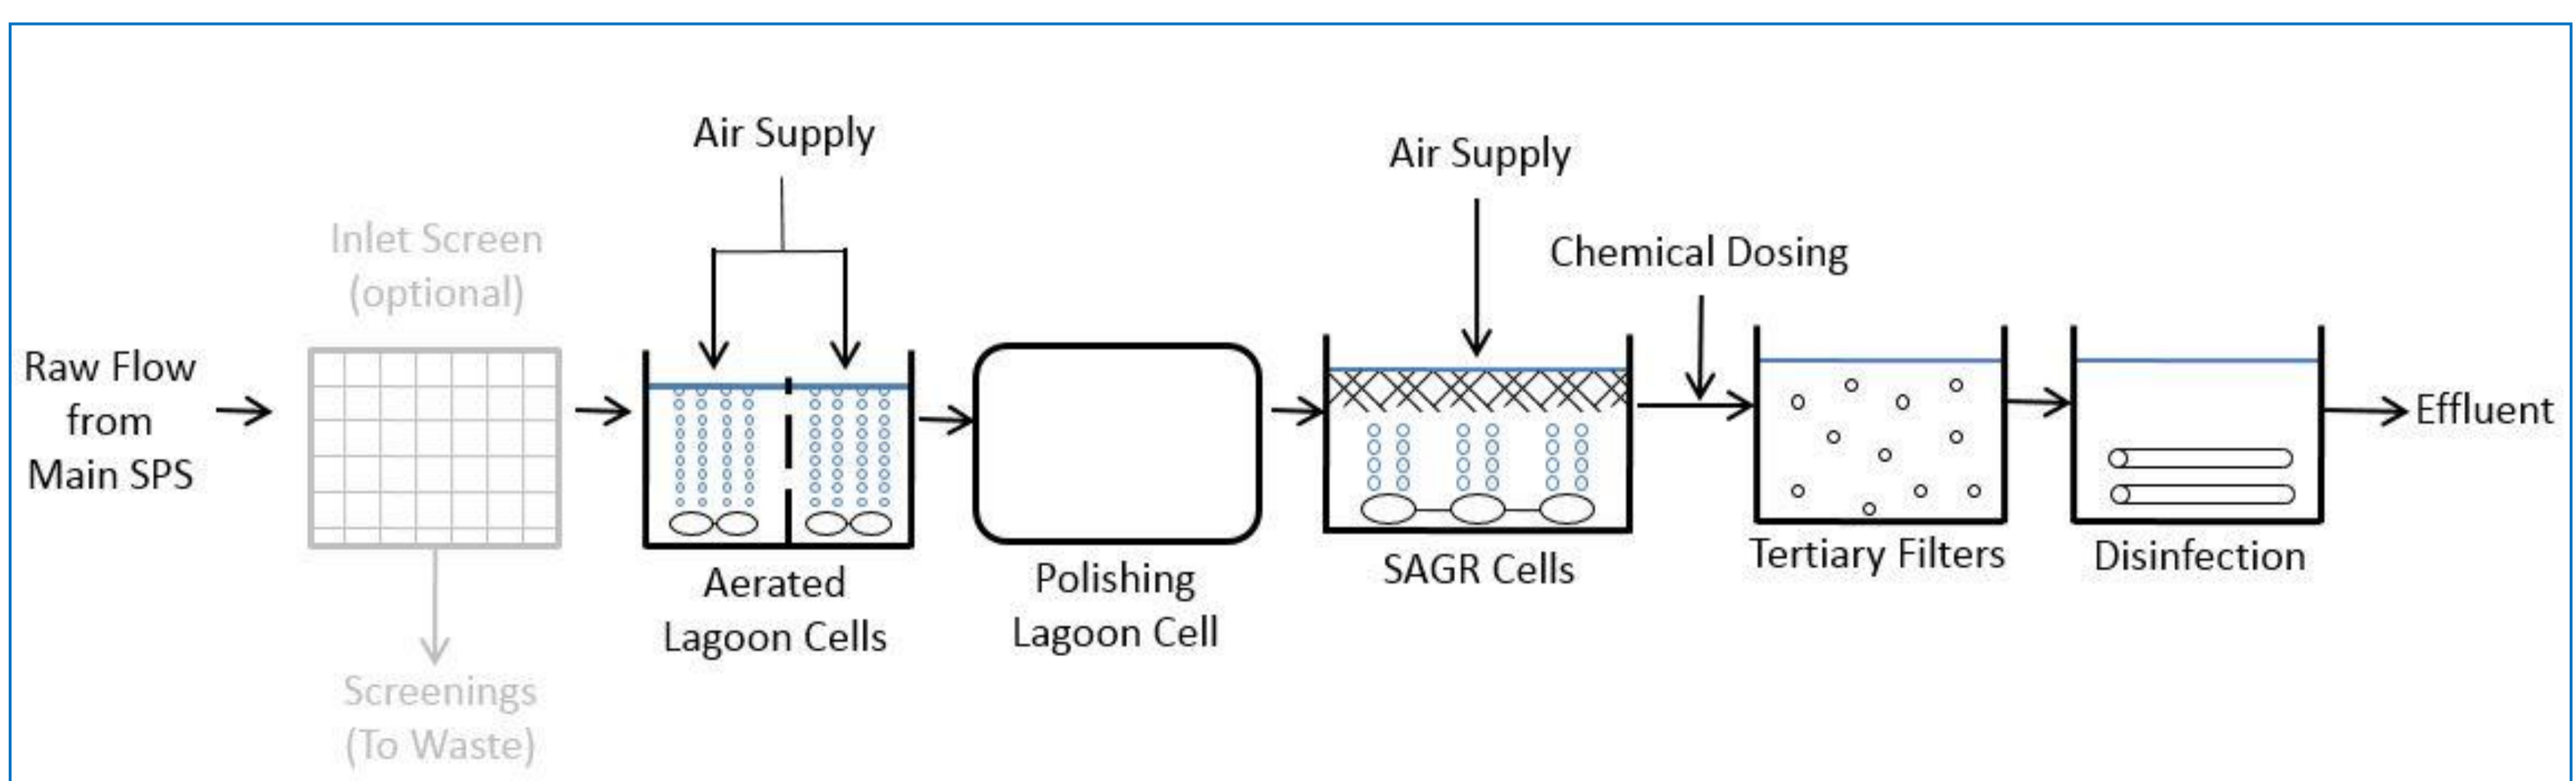 Air Supply
Air Supply
Inlet Screen
(optional)
Chemical Dosing
Raw Flow
from
Main SPS
Effluent
Aerated
Lagoon Cells
Polishing
Lagoon Cell
SAGR Cells
Tertiary Filters
Disinfection
Screenings
(To Waste)